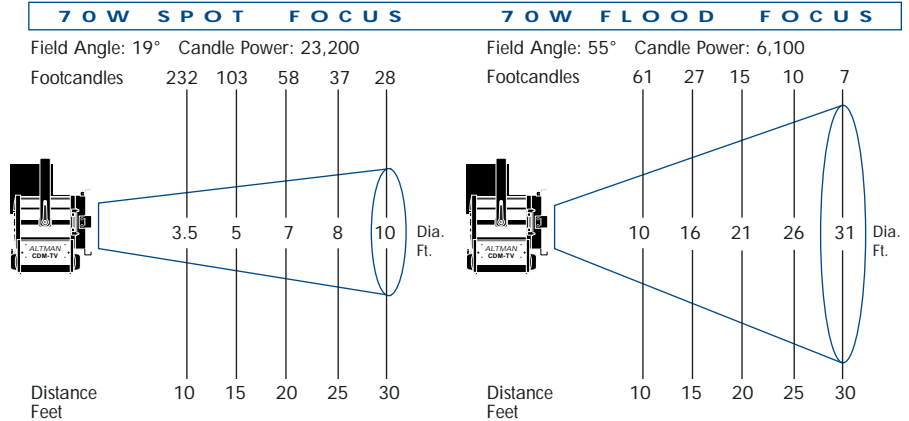 70W SPOT FOCUS
Field Angle: 19° Candle Power: 23,200
Footcandles 232 103 58 37 28
ALTMAN
CDM-TV
3.5 5 7 8 10 Dia.
Ft.
Distance 10 15 20 25 30
Feet
70W FLOOD FOCUS
Field Angle: 55° Candle Power: 6,100
Footcandles 61 27 15 10 7
ALTMAN
CDM-TV
10 16 21 26 31 Dia.
Ft.
Distance 10 15 20 25 30
Feet